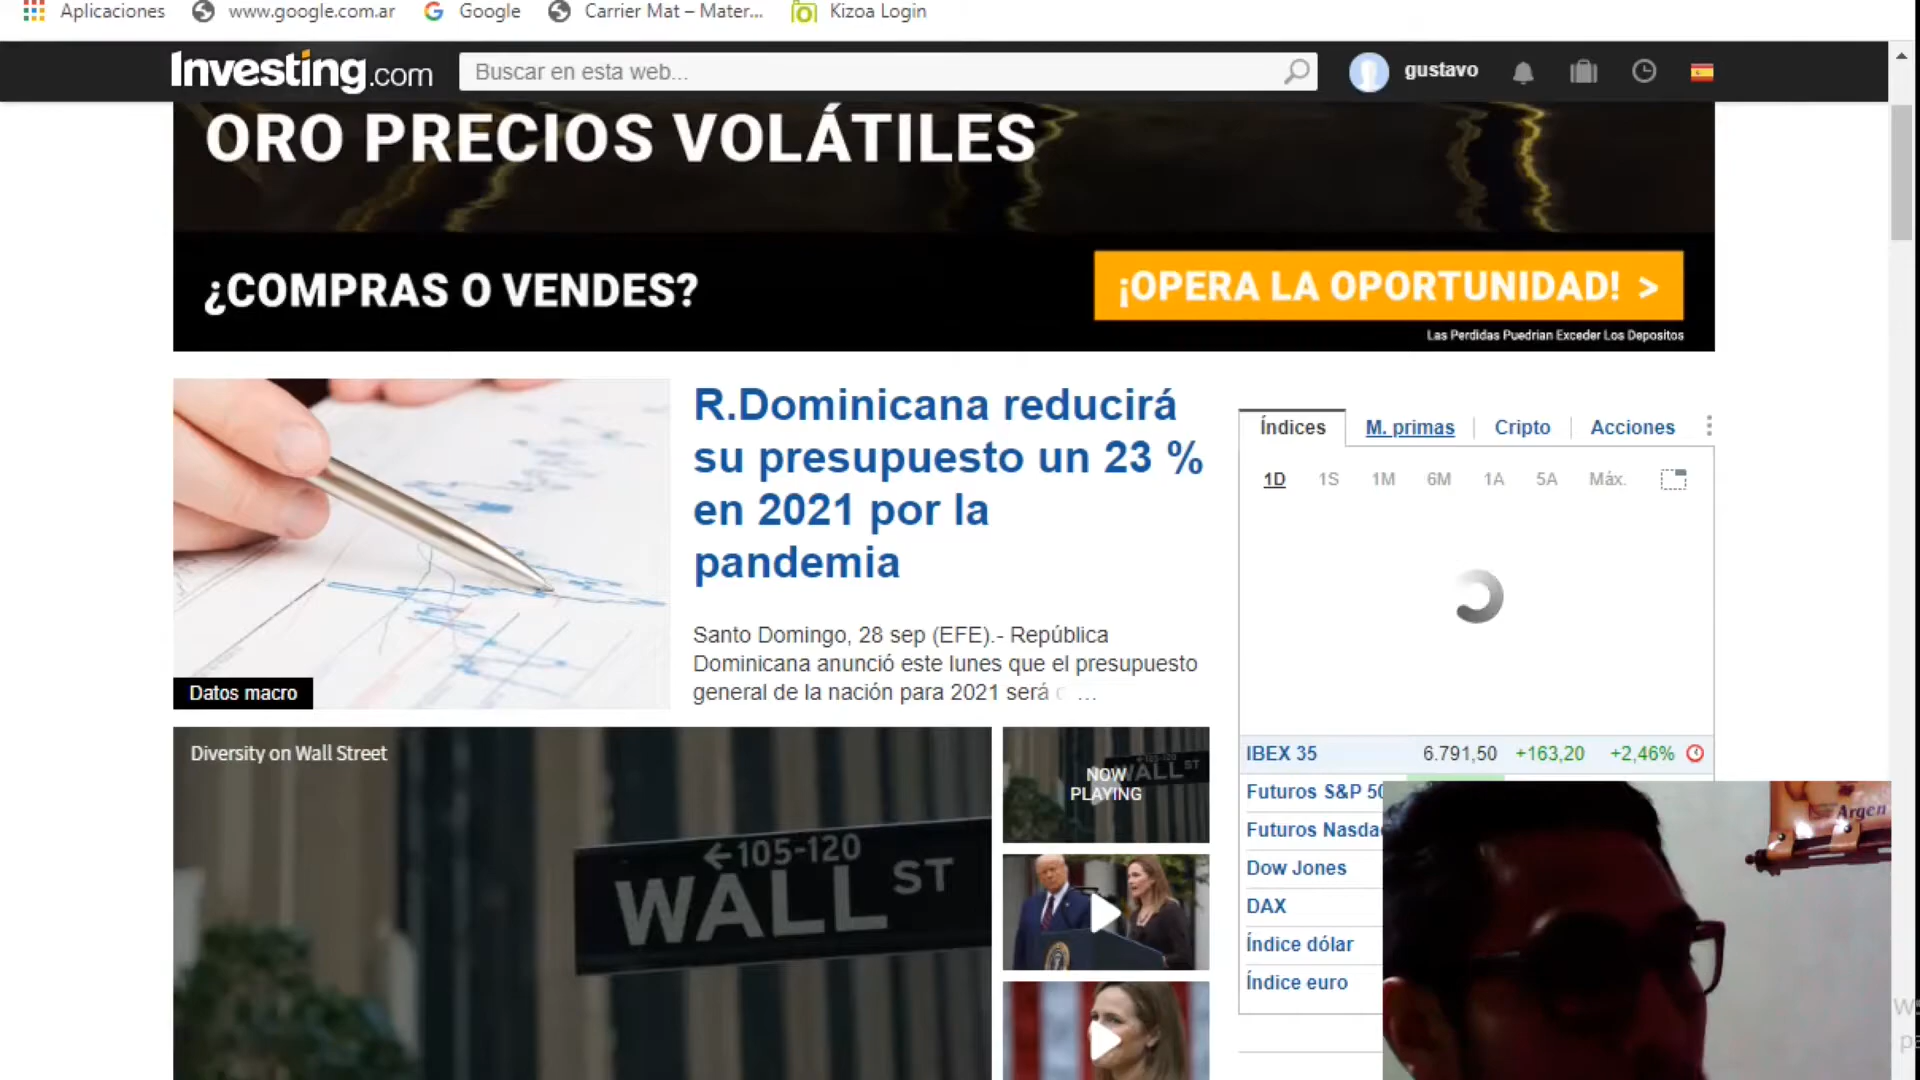 Aplicaciones
www.google.com.ar
Google
Carrier Mat – Mater...
Kizoa Login
Investing.com
Buscar en esta web...
gustavo
ORO PRECIOS VOLÁTILES
¿COMPRAS O VENDES?
¡OPERA LA OPORTUNIDAD! >
Las Perdidas Puedrian Exceder Los Depositos
R.Dominicana reducirá
su presupuesto un 23 %
en 2021 por la
pandemia
Santo Domingo, 28 sep (EFE).- República
Dominicana anunció este lunes que el presupuesto
general de la nación para 2021 será ...
Datos macro
Índices
M. primas
Cripto
Acciones
1D 1S 1M 6M 1A 5A Máx.
IBEX 35 6.791,50 +163,20 +2,46%
Futuros S&P 50
Futuros Nasda
Dow Jones
DAX
Índice dólar
Índice euro
Diversity on Wall Street
←105-120
WALL ST
NOW
PLAYING
WALL ST
Argen